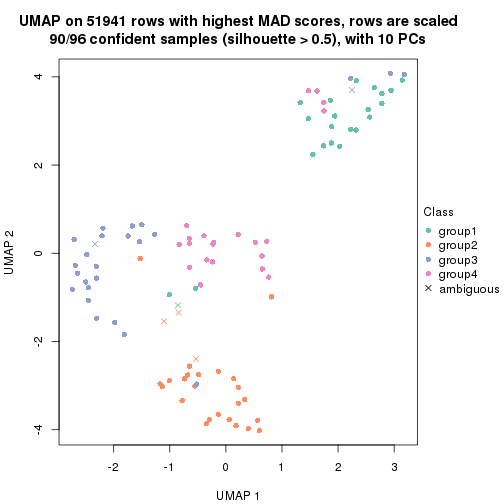 UMAP on 51941 rows with highest MAD scores, rows are scaled
90/96 confident samples (silhouette > 0.5), with 10 PCs
4
2
0
-2
-4
UMAP 2
-2
-1
0
1
2
3
UMAP 1
Class
group1
group2
group3
group4
ambiguous